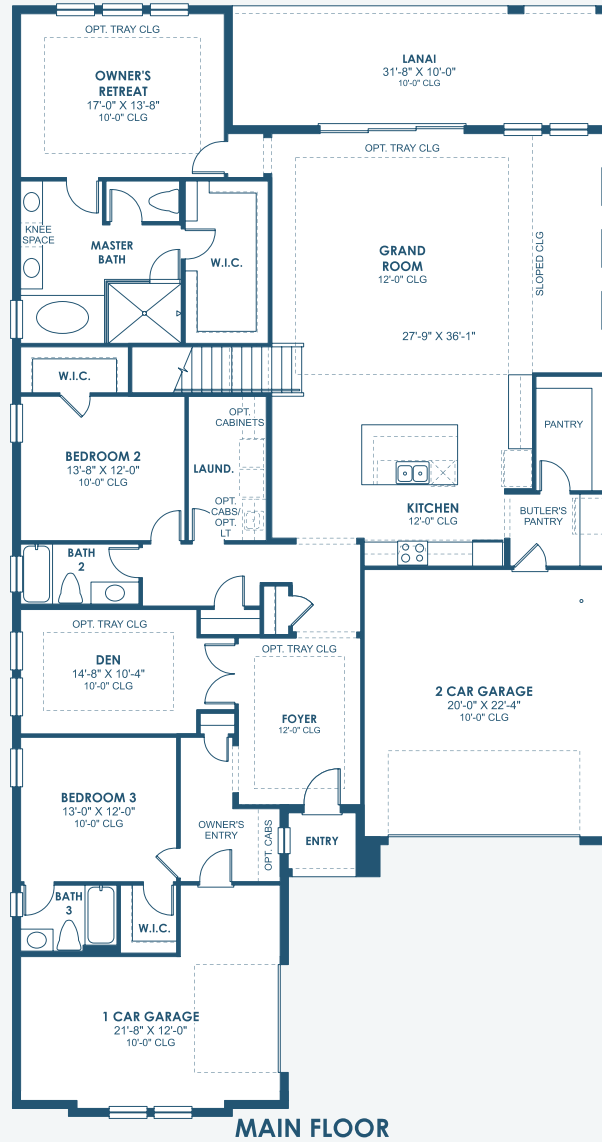 OPT. TRAY CLG
OWNER'S
RETREAT
17'-0" X 13'-8"
10'-0" CLG
LANAI
31'-8" X 10'-0"
10'-0" CLG
OPT. TRAY CLG
KNEE
SPACE
MASTER
BATH
W.I.C.
GRAND
ROOM
12'-0" CLG
SLOPED CLG
27'-9" X 36'-1"
W.I.C.
OPT.
CABINETS
PANTRY
BEDROOM 2
13'-8" X 12'-0"
10'-0" CLG
LAUND.
OPT.
CABS/
OPT.
LT
KITCHEN
12'-0" CLG
BUTLER'S
PANTRY
BATH
2
OPT. TRAY CLG
DEN
14'-8" X 10'-4"
10'-0" CLG
OPT. TRAY CLG
FOYER
12'-0" CLG
2 CAR GARAGE
20'-0" X 22'-4"
10'-0" CLG
BEDROOM 3
13'-0" X 12'-0"
10'-0" CLG
OWNER'S
ENTRY
OPT. CABS
ENTRY
BATH
3
W.I.C.
1 CAR GARAGE
21'-8" X 12'-0"
10'-0" CLG
MAIN FLOOR